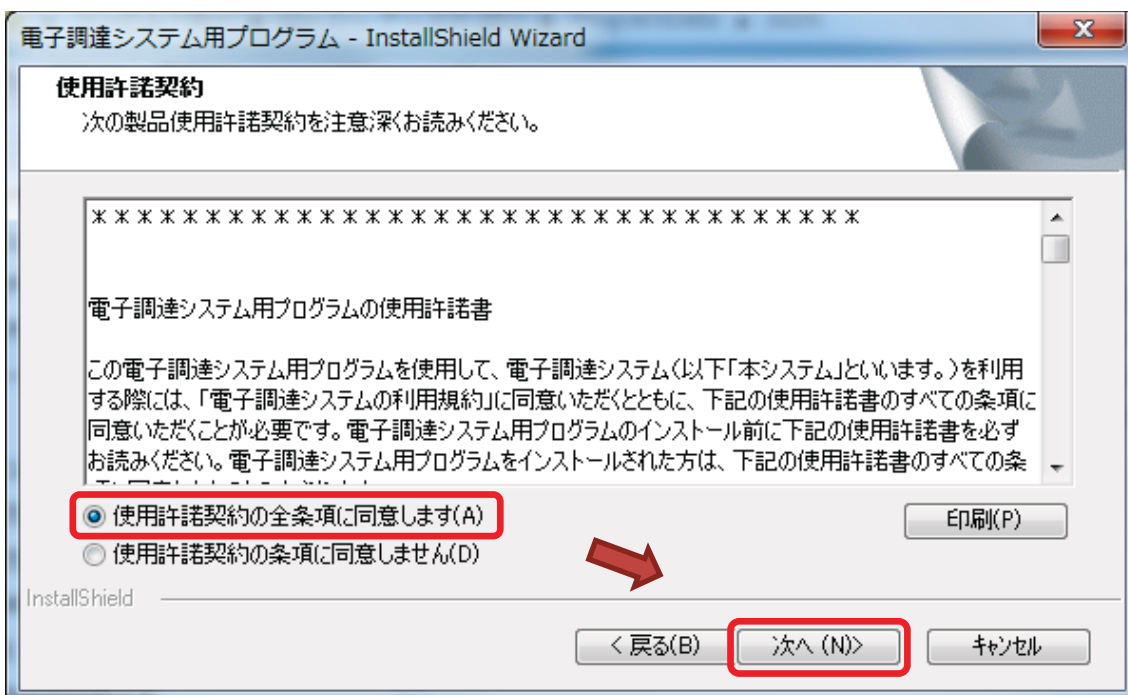 電子調達システム用プログラム - InstallShield Wizard
使用許諾契約
次の製品使用許諾契約を注意深くお読みください。
＊＊＊＊＊＊＊＊＊＊＊＊＊＊＊＊＊＊＊＊＊＊＊＊＊＊＊＊＊＊＊＊＊＊
電子調達システム用プログラムの使用許諾書
この電子調達システム用プログラムを使用して、電子調達システム（以下「本システム」といいます。）を利用
する際には、「電子調達システムの利用規約」に同意いただくとともに、下記の使用許諾書のすべての条項に
同意いただくことが必要です。電子調達システム用プログラムのインストール前に下記の使用許諾書を必ず
お読みください。電子調達システム用プログラムをインストールされた方は、下記の使用許諾書のすべての条
使用許諾契約の全条項に同意します(A)
印刷(P)
使用許諾契約の条項に同意しません(D)
InstallShield
< 戻る(B)
次へ (N)>
キャンセル